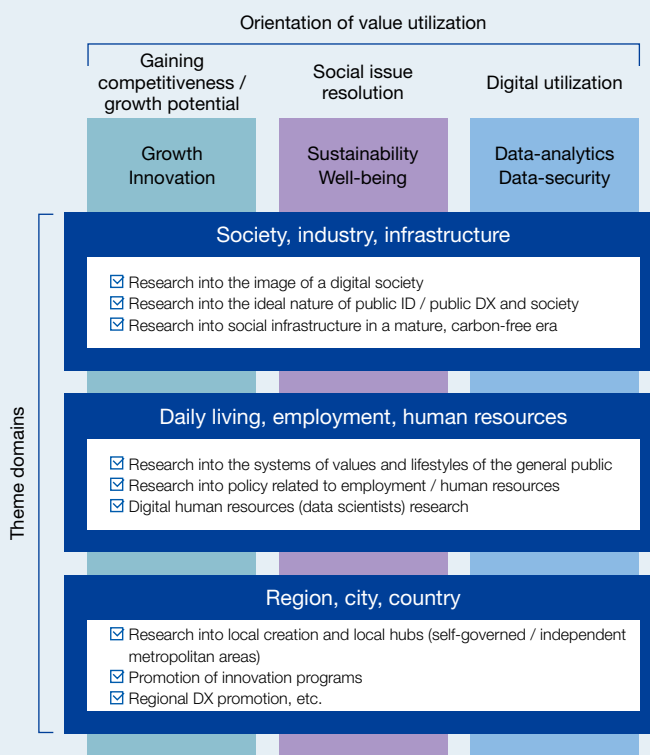 Orientation of value utilization
Gaining
competitiveness /
growth potential
Social issue
resolution
Digital utilization
Growth
Innovation
Sustainability
Well-being
Data-analytics
Data-security
Theme domains
Society, industry, infrastructure
Research into the image of a digital society
Research into the ideal nature of public ID / public DX and society
Research into social infrastructure in a mature, carbon-free era
Daily living, employment, human resources
Research into the systems of values and lifestyles of the general public
Research into policy related to employment / human resources
Digital human resources (data scientists) research
Region, city, country
Research into local creation and local hubs (self-governed / independent
metropolitan areas)
Promotion of innovation programs
Regional DX promotion, etc.